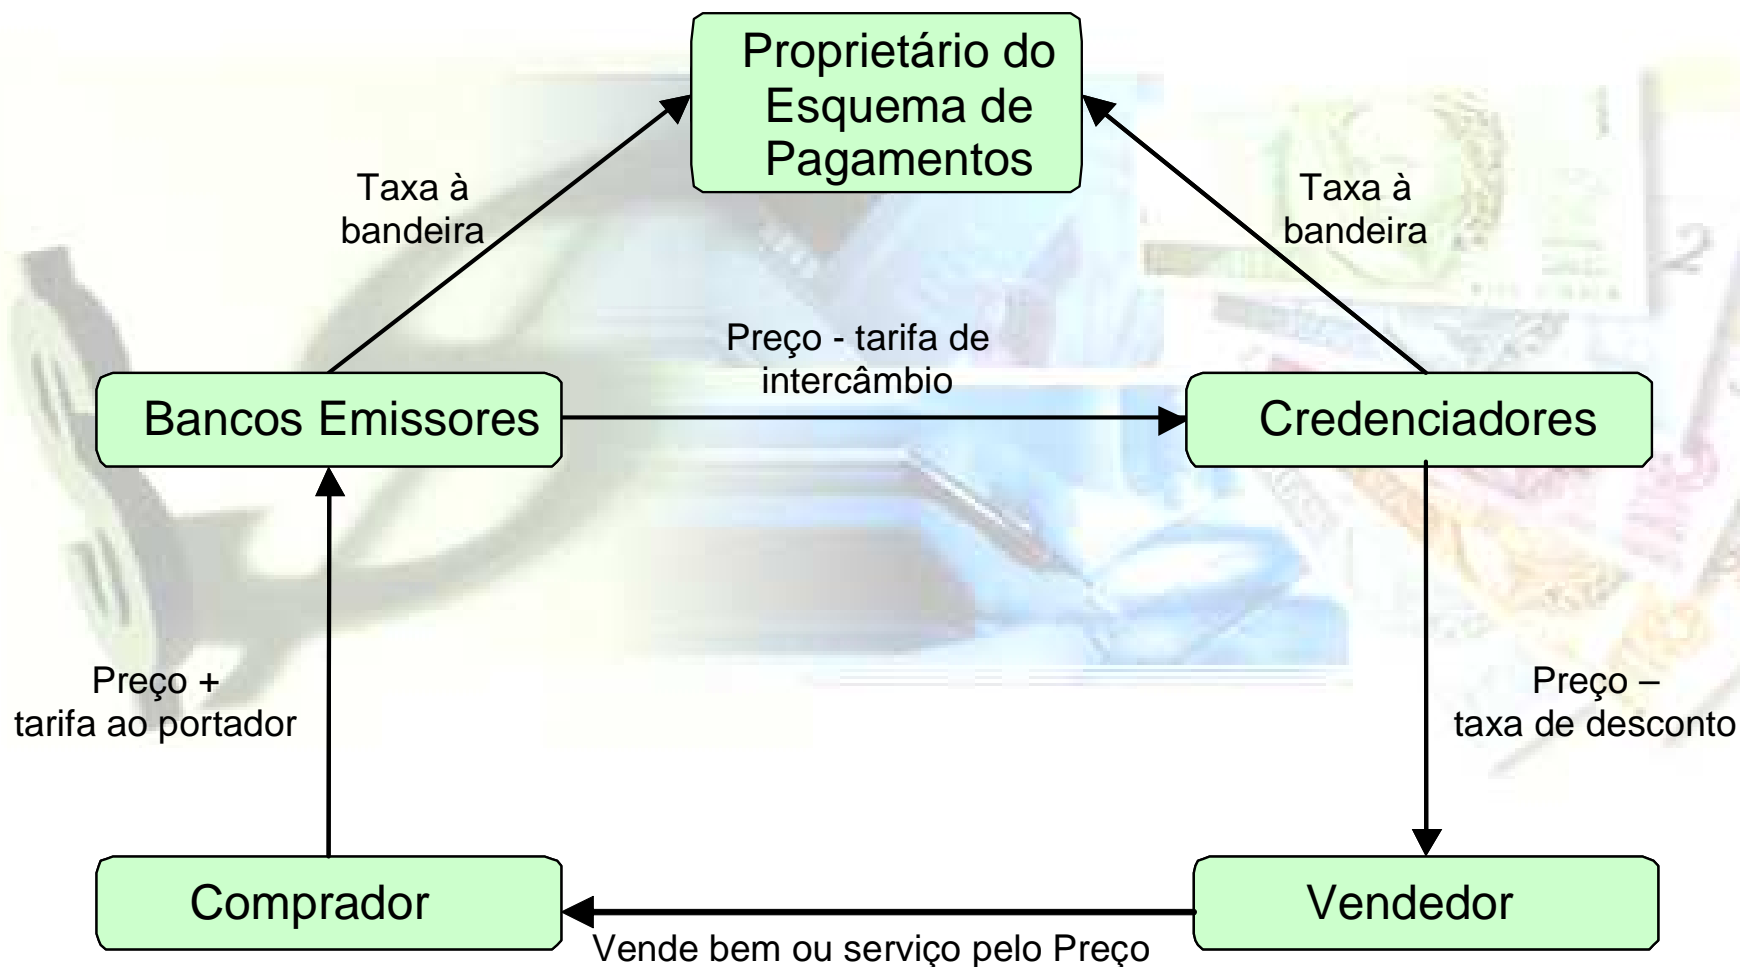 Proprietário do
Esquema de
Pagamentos
Taxa à
bandeira
Taxa à
bandeira
Preço - tarifa de
intercâmbio
Bancos Emissores
Credenciadores
Preço +
tarifa ao portador
Preço –
taxa de desconto
Comprador
Vendedor
Vende bem ou serviço pelo Preço